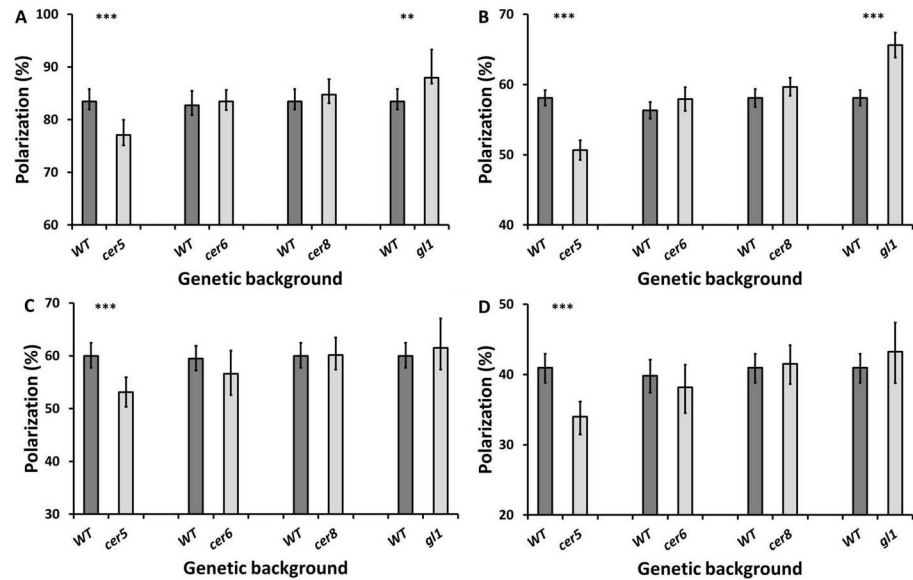 A
***
**
Polarization (%)
100
90
80
70
60
WT cer5 WT cer6 WT cer8 WT gl1
Genetic background
B
***
***
Polarization (%)
70
60
50
40
WT cer5 WT cer6 WT cer8 WT gl1
Genetic background
C
***
Polarization (%)
70
60
50
40
30
WT cer5 WT cer6 WT cer8 WT gl1
Genetic background
D
***
Polarization (%)
50
40
30
20
WT cer5 WT cer6 WT cer8 WT gl1
Genetic background